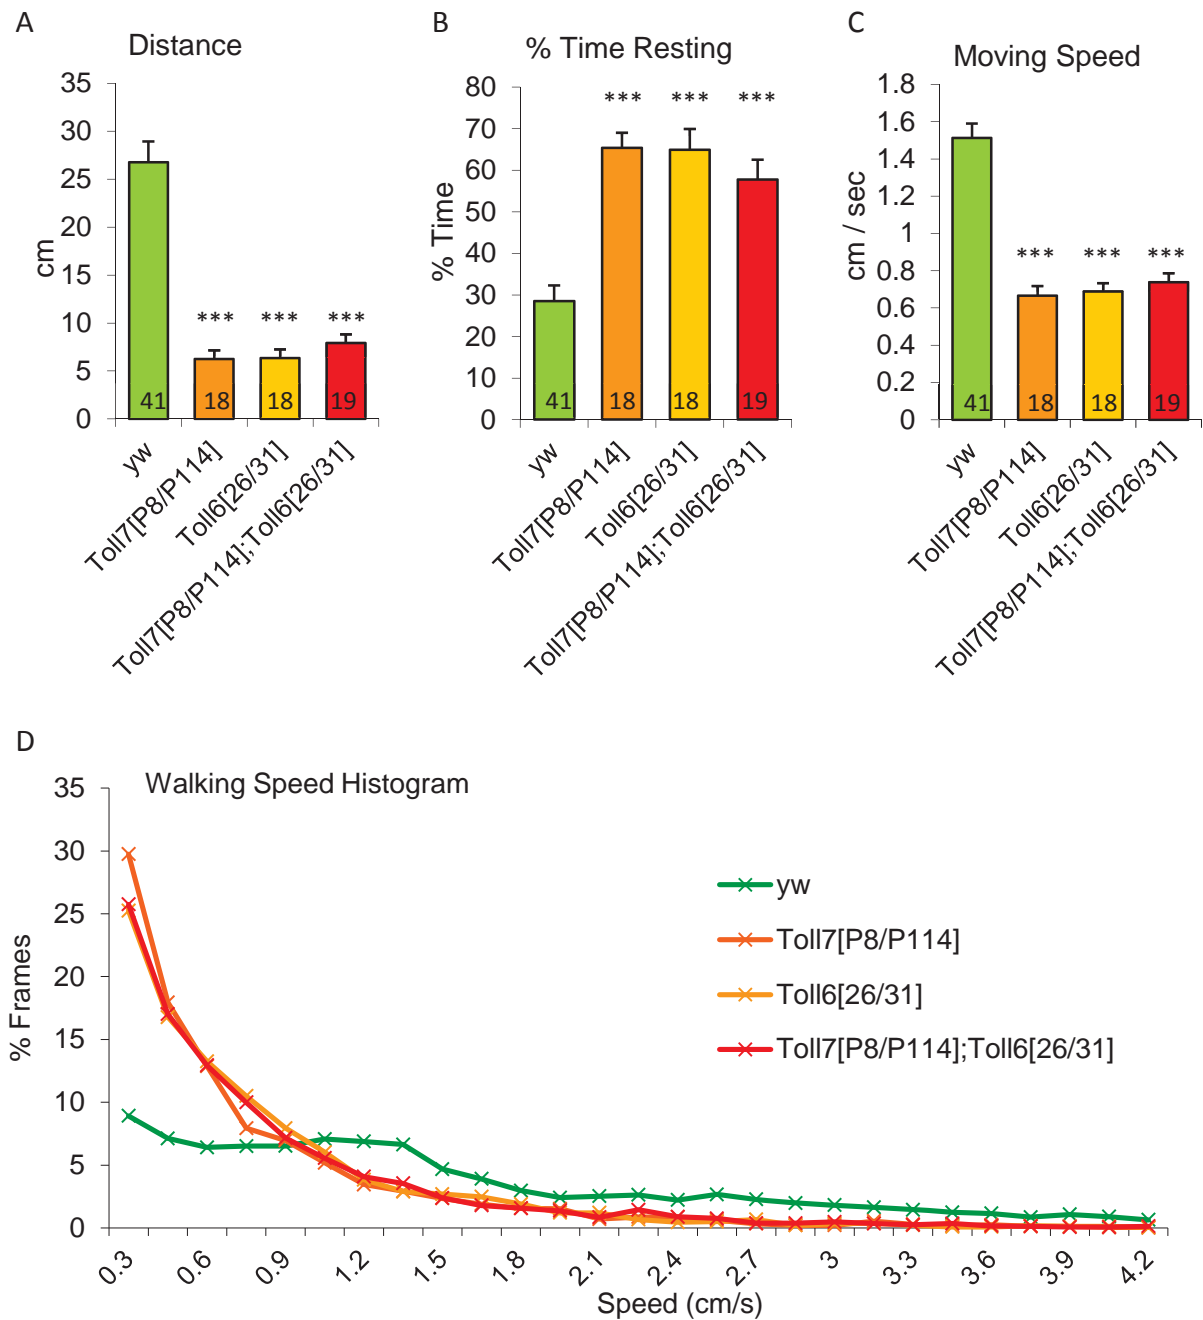 A
Distance
35
30
25
20
15
10
5
0
cm
***
***
***
41
18
18
19
yw
Toll7[P8/P114]
Toll6[26/31]
Toll7[P8/P114];Toll6[26/31]
B
% Time Resting
80
70
60
50
40
30
20
10
0
% Time
***
***
***
41
18
18
19
yw
Toll7[P8/P114]
Toll6[26/31]
Toll7[P8/P114];Toll6[26/31]
C
Moving Speed
1.8
1.6
1.4
1.2
1
0.8
0.6
0.4
0.2
0
cm / sec
***
***
***
41
18
18
19
yw
Toll7[P8/P114]
Toll6[26/31]
Toll7[P8/P114];Toll6[26/31]
D
Walking Speed Histogram
35
30
25
20
15
10
5
0
% Frames
yw
Toll7[P8/P114]
Toll6[26/31]
Toll7[P8/P114];Toll6[26/31]
0.3
0.6
0.9
1.2
1.5
1.8
2.1
2.4
2.7
3
3.3
3.6
3.9
4.2
Speed (cm/s)